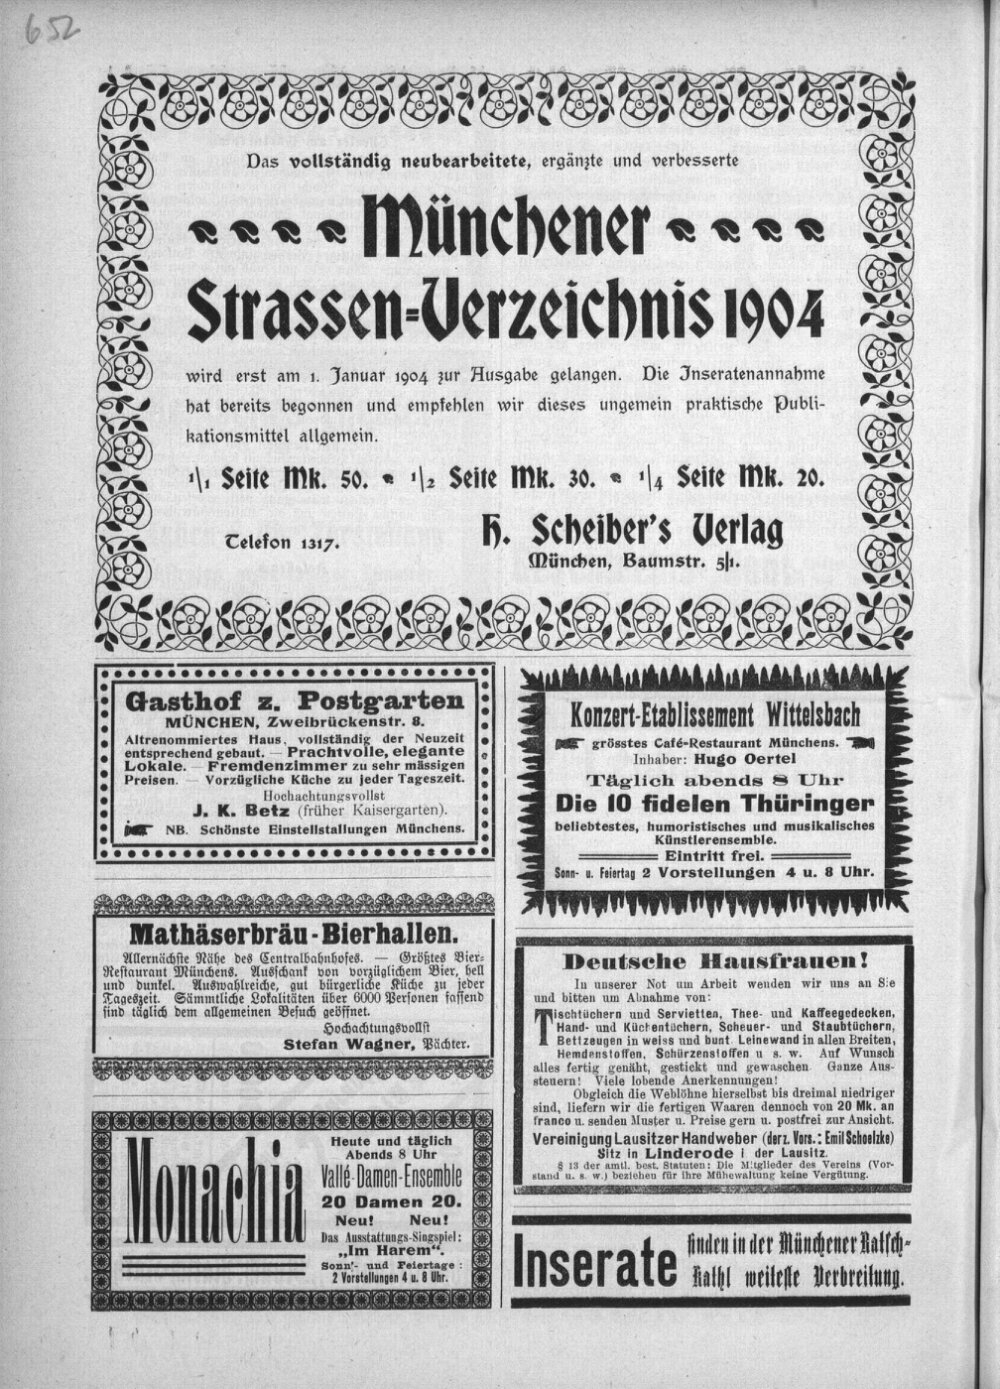 652
Das vollständig neubearbeitete, ergänzte und verbesserte
Münchener
Strassen=Verzeichnis 1904
wird erst am 1. Januar 1904 zur Ausgabe gelangen. Die Inseratenannahme
hat bereits begonnen und empfehlen wir dieses ungemein praktische Publi-
kationsmittel allgemein.
1/1 Seite Mk. 50. 1/2 Seite Mk. 30. 1/4 Seite Mk. 20.
Telefon 1317.
H. Scheiber's Verlag
München, Baumstr. 5/1.
Gasthof z. Postgarten
MÜNCHEN, Zweibrückenstr. 8.
Altrenommiertes Haus, vollständig der Neuzeit
entsprechend gebaut. — Prachtvolle, elegante
Lokale. — Fremdenzimmer zu sehr mässigen
Preisen. — Vorzügliche Küche zu jeder Tageszeit.
Hochachtungsvollst
J. K. Betz (früher Kaisergarten).
NB. Schönste Einstellstallungen Münchens.
Mathäserbräu-Bierhallen.
Allernächste Nähe des Centralbahnhofes. — Größtes Bier=
Restaurant Münchens. Ausschank von vorzüglichem Bier, hell
und dunkel. Auswahlreiche, gut bürgerliche Küche zu jeder
Tageszeit. Sämmtliche Lokalitäten über 6000 Personen fassend
sind täglich dem allgemeinen Besuch geöffnet.
Hochachtungsvollst
Stefan Wagner, Pächter.
Monachia
Heute und täglich
Abends 8 Uhr
Vallé-Damen-Ensemble
20 Damen 20.
Neu! Neu!
Das Ausstattungs-Singspiel:
„Im Harem“.
Sonn- und Feiertage:
2 Vorstellungen 4 u. 8 Uhr.
Konzert-Etablissement Wittelsbach
grösstes Café-Restaurant Münchens.
Inhaber: Hugo Oertel
Täglich abends 8 Uhr
Die 10 fidelen Thüringer
beliebtestes, humoristisches und musikalisches
Künstlerensemble.
Eintritt frei.
Sonn- u. Feiertag 2 Vorstellungen 4 u. 8 Uhr.
Deutsche Hausfrauen!
In unserer Not um Arbeit wenden wir uns an Sie
und bitten um Abnahme von:
Tischtüchern und Servietten, Thee- und Kaffeegedecken,
Hand- und Küchentüchern, Scheuer- und Staubtüchern,
Bettzeugen in weiss und bunt. Leinewand in allen Breiten,
Hemdenstoffen, Schürzenstoffen u. s. w. Auf Wunsch
alles fertig genäht, gestickt und gewaschen. Ganze Aus-
steuern! Viele lobende Anerkennungen!
Obgleich die Weblöhne hierselbst bis dreimal niedriger
sind, liefern wir die fertigen Waaren dennoch von 20 Mk. an
franco u. senden Muster u. Preise gern u. postfrei zur Ansicht.
Vereinigung Lausitzer Handweber (derz. Vors.: Emil Schoelzke)
Sitz in Linderode i. der Lausitz.
§ 13 der amtl. best. Statuten: Die Mitglieder des Vereins (Vor-
stand u. s. w.) beziehen für ihre Mühewaltung keine Vergütung.
Inserate finden in der Münchener Ratsch-
Kathl weiteste Verbreitung.